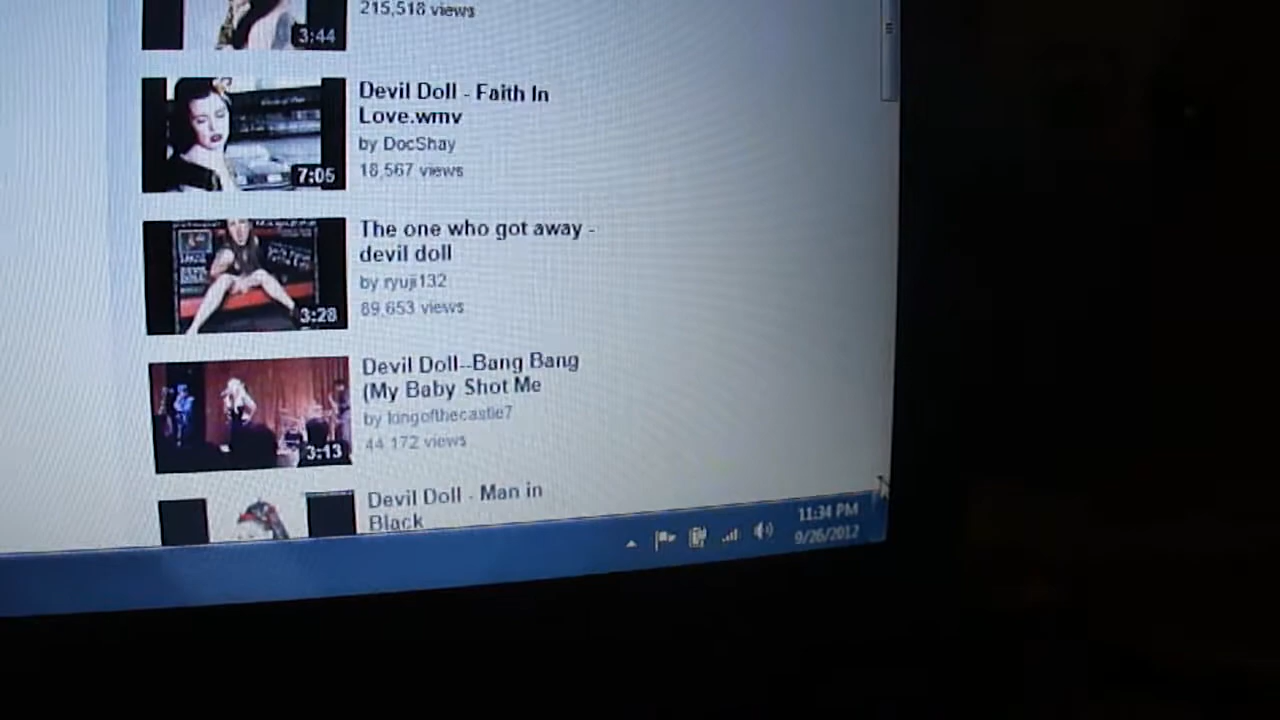 215,518 views
3:44
Devil Doll - Faith In
Love.wmv
by DocShay
18,567 views
7:05
The one who got away -
devil doll
by ryuji132
89,653 views
3:28
Devil Doll--Bang Bang
(My Baby Shot Me
by kingofthecastle7
44,172 views
3:13
Devil Doll - Man in
Black
11:34 PM
9/26/2012